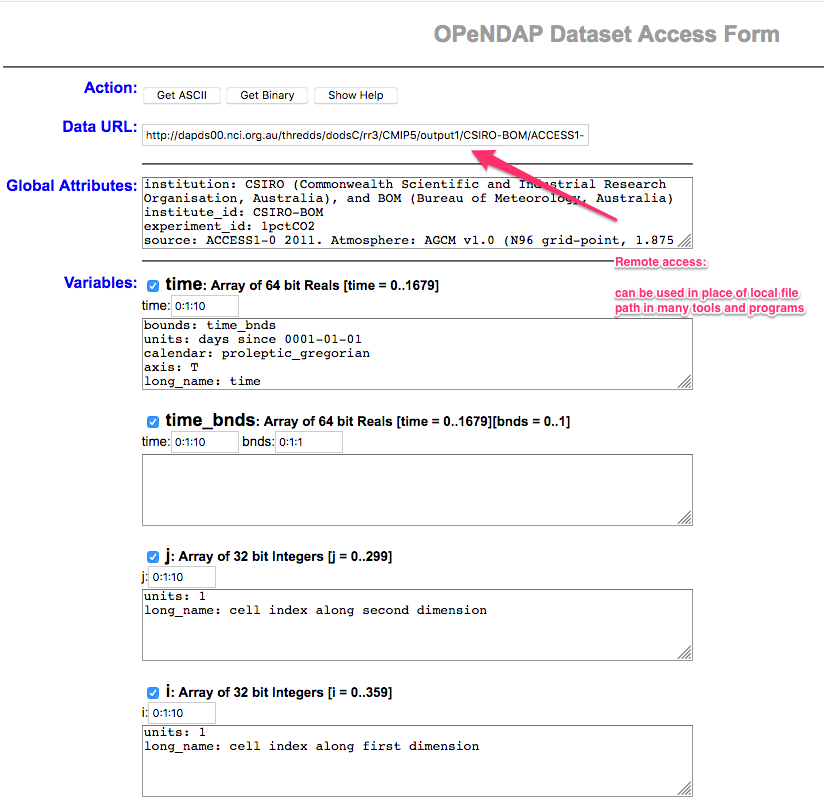 OPeNDAP Dataset Access Form
Action: Get ASCII Get Binary Show Help
Data URL: http://dapds00.nci.org.au/thredds/dodsC/rr3/CMIP5/output1/CSIRO-BOM/ACCESS1-
Global Attributes: institution: CSIRO (Commonwealth Scientific and Industrial Research
Organisation, Australia), and BOM (Bureau of Meteorology, Australia)
institute_id: CSIRO-BOM
experiment_id: 1pctCO2
source: ACCESS1-0 2011. Atmosphere: AGCM v1.0 (N96 grid-point, 1.875
Remote access:
can be used in place of local file
path in many tools and programs
Variables: time: Array of 64 bit Reals [time = 0..1679]
time: 0:1:10
bounds: time_bnds
units: days since 0001-01-01
calendar: proleptic_gregorian
axis: T
long_name: time
time_bnds: Array of 64 bit Reals [time = 0..1679][bnds = 0..1]
time: 0:1:10 bnds: 0:1:1
j: Array of 32 bit Integers [j = 0..299]
j: 0:1:10
units: 1
long_name: cell index along second dimension
i: Array of 32 bit Integers [i = 0..359]
i: 0:1:10
units: 1
long_name: cell index along first dimension